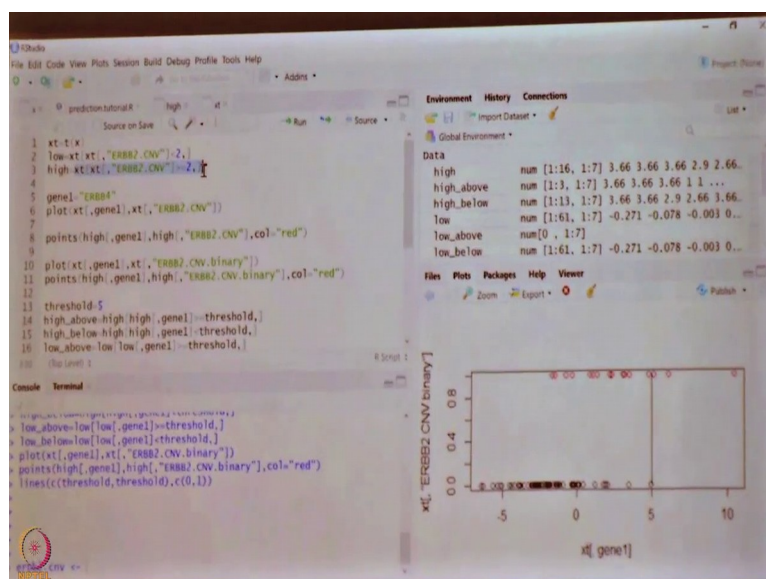 RStudio
File Edit Code View Plots Session Build Debug Profile Tools Help
Addins
Project: (None)
prediction tutorial.R
high
xt
Source on Save
Run
Source
1 xt=t(x)
2 low=xt[xt[,"ERBB2.CNV"]<2,]
3 high=xt[xt[,"ERBB2.CNV"]>=2,]
4
5 gene1="ERBB4"
6 plot(xt[,gene1],xt[,"ERBB2.CNV"])
7
8 points(high[,gene1],high[,"ERBB2.CNV"],col="red")
9
10 plot(xt[,gene1],xt[,"ERBB2.CNV.binary"])
11 points(high[,gene1],high[,"ERBB2.CNV.binary"],col="red")
12
13 threshold=5
14 high_above=high[high[,gene1]>=threshold,]
15 high_below=high[high[,gene1]<threshold,]
16 low_above=low[low[,gene1]>=threshold,]
(Top Level)
R Script
Console Terminal
> high_below=high[high[,gene1]<threshold,]
> low_above=low[low[,gene1]>=threshold,]
> low_below=low[low[,gene1]<threshold,]
> plot(xt[,gene1],xt[,"ERBB2.CNV.binary"])
> points(high[,gene1],high[,"ERBB2.CNV.binary"],col="red")
> lines(c(threshold,threshold),c(0,1))
Environment History Connections
Import Dataset
List
Global Environment
Data
high num [1:16, 1:7] 3.66 3.66 3.66 2.9 2.66..
high_above num [1:3, 1:7] 3.66 3.66 3.66 1 1 ...
high_below num [1:13, 1:7] 3.66 3.66 2.9 2.66 3.66..
low num [1:61, 1:7] -0.271 -0.078 -0.003 0..
low_above num[0 , 1:7]
low_below num [1:61, 1:7] -0.271 -0.078 -0.003 0..
Files Plots Packages Help Viewer
Zoom Export Publish
xt[, "ERBB2.CNV.binary"]
0.8
0.4
0.0
-5 0 5 10
xt[, gene1]
NPTEL